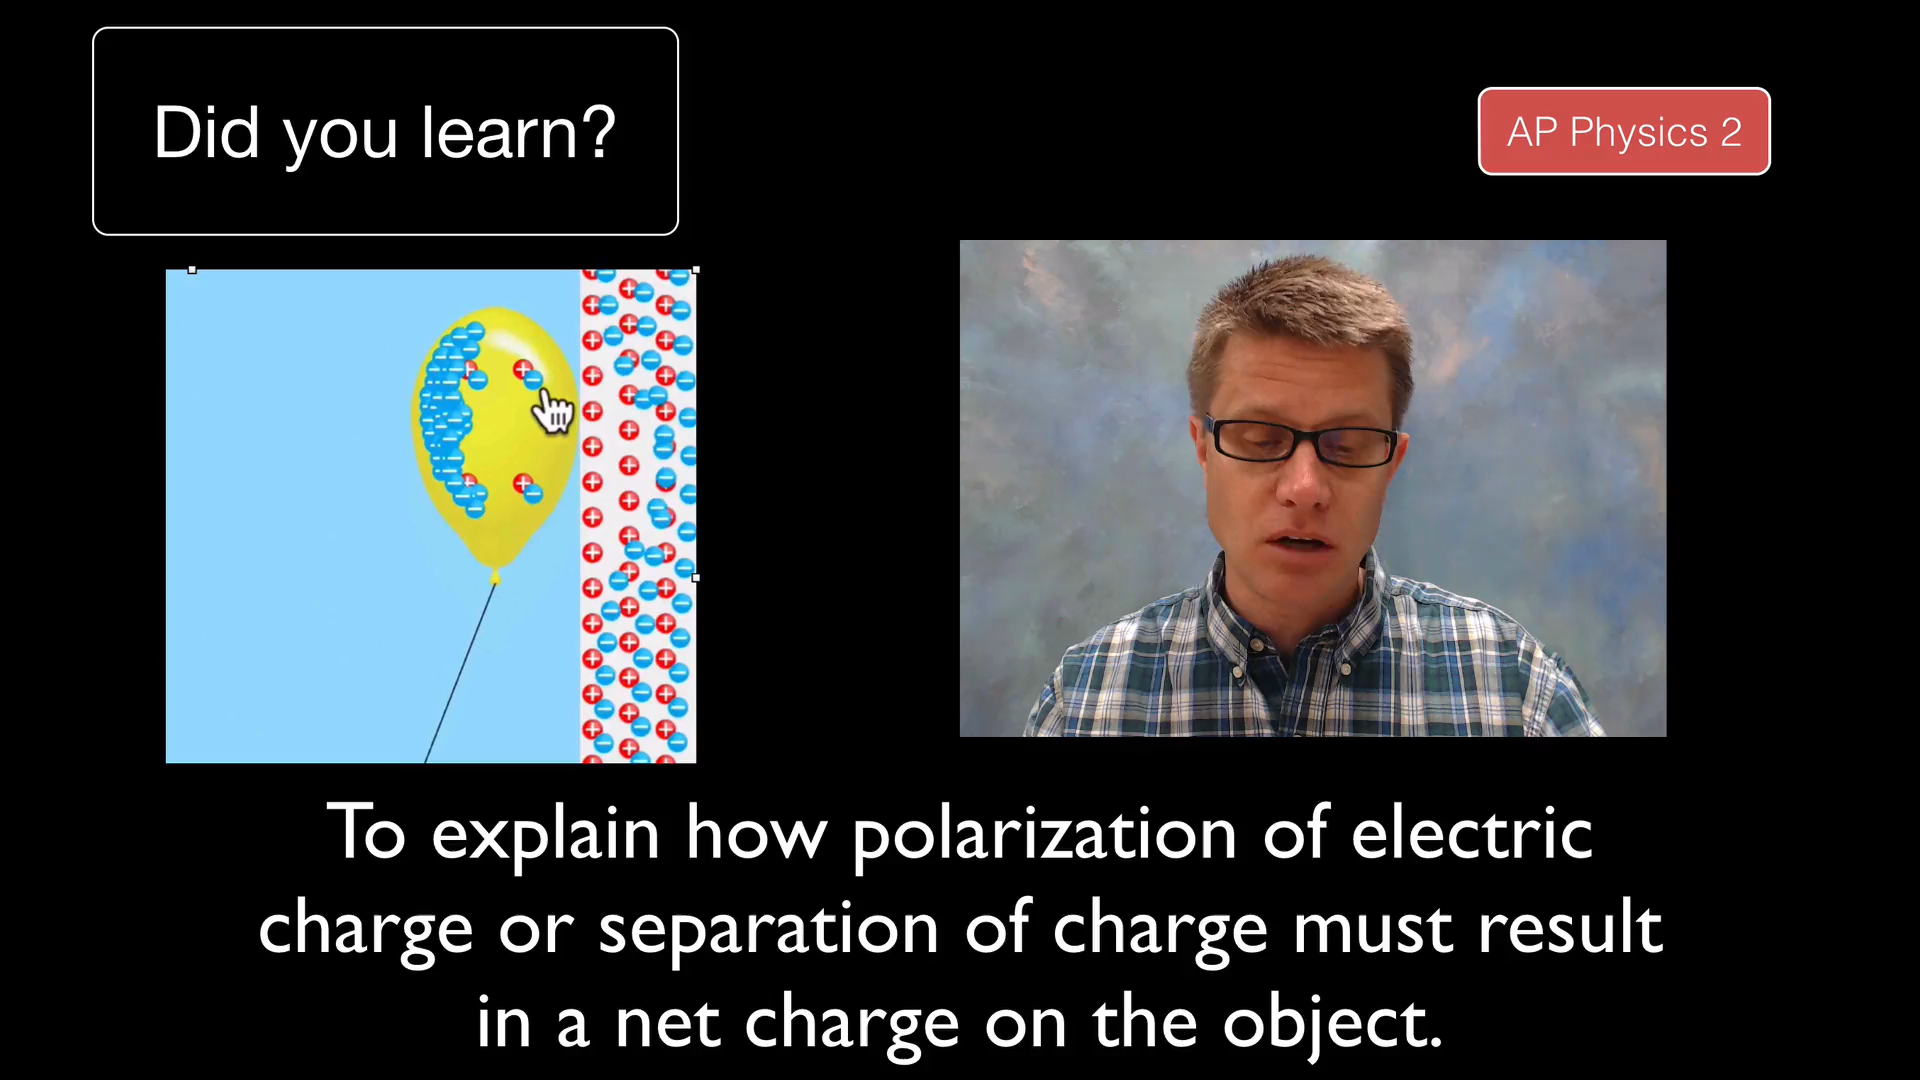 Did you learn?
AP Physics 2
To explain how polarization of electric
charge or separation of charge must result
in a net charge on the object.